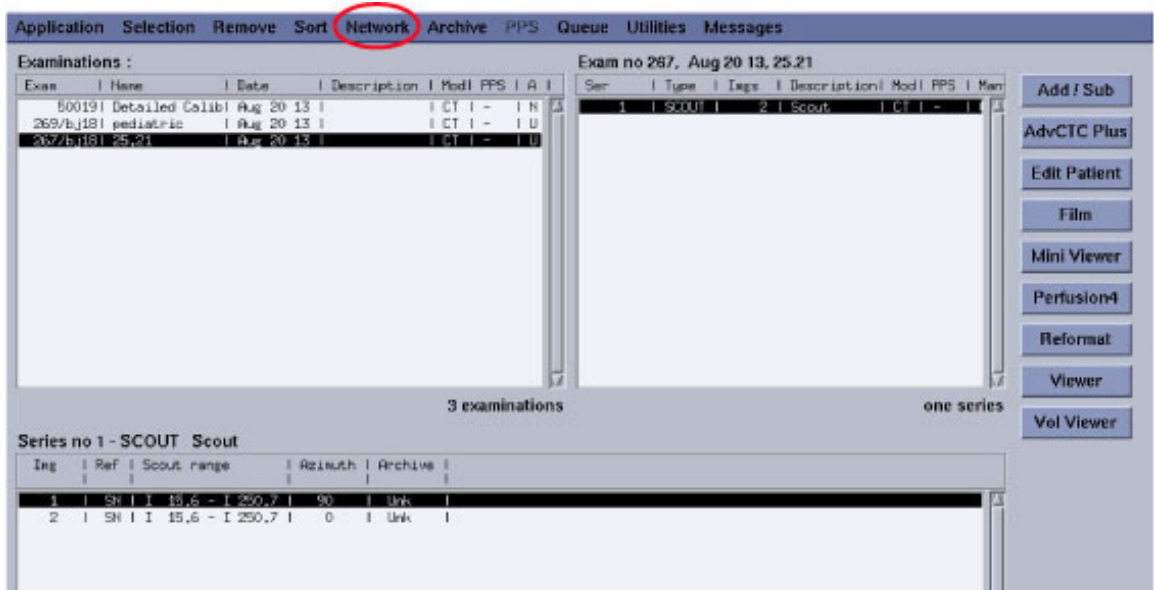 Application Selection Remove Sort Network Archive PPS Queue Utilities Messages
Examinations :
Exam | Name | Date | Description | Mod| PPS | A |
50019| Detailed Calib| Aug 20 13 | | CT | - | N
269/bj18| pediatric | Aug 20 13 | | CT | - | U
267/bj18| 25,21 | Aug 20 13 | | CT | - | U
3 examinations
Exam no 267, Aug 20 13, 25.21
Ser | Type | Imgs | Description| Mod| PPS | Man
1 | SCOUT | 2 | Scout | CT | - |
one series
Add / Sub
AdvCTC Plus
Edit Patient
Film
Mini Viewer
Perfusion4
Reformat
Viewer
Vol Viewer
Series no 1 - SCOUT Scout
Img | Ref | Scout range | Azimuth | Archive |
1 | SN | I 15.6 - I 250.7 | 90 | Unk |
2 | SN | I 15.6 - I 250.7 | 0 | Unk |